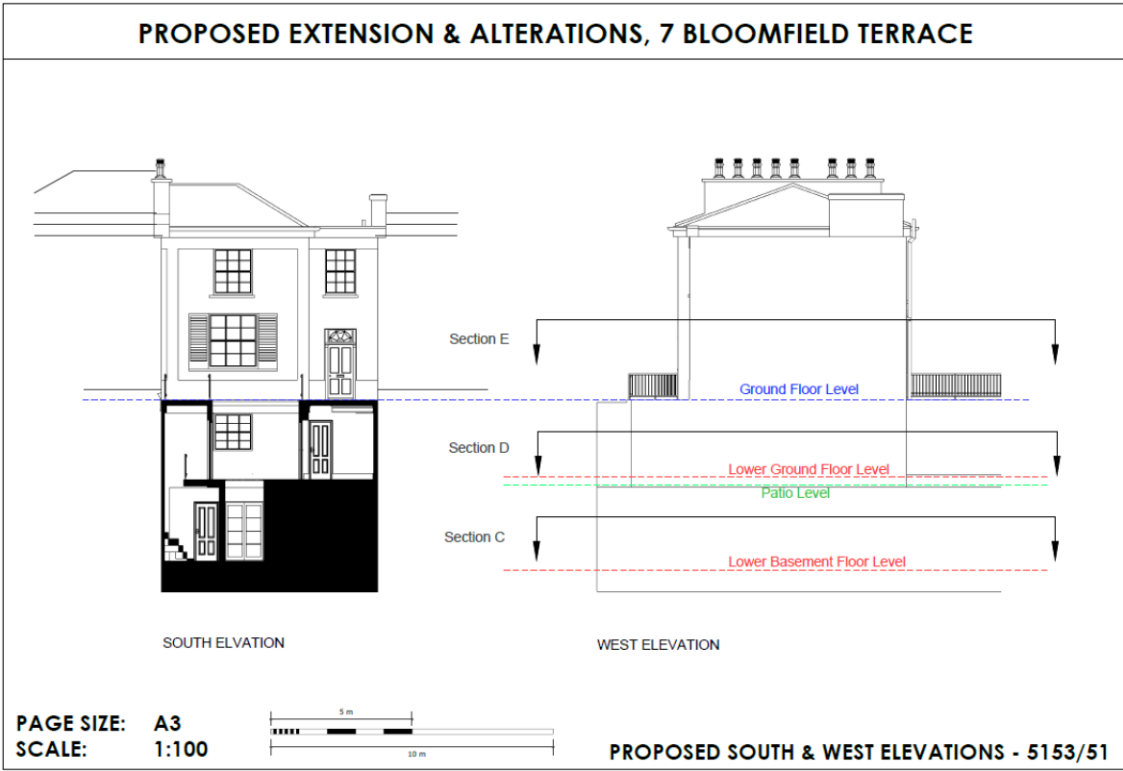 PROPOSED EXTENSION & ALTERATIONS, 7 BLOOMFIELD TERRACE
Section E
Ground Floor Level
Section D
Lower Ground Floor Level
Patio Level
Section C
Lower Basement Floor Level
SOUTH ELVATION
WEST ELEVATION
PAGE SIZE: A3
SCALE: 1:100
5 m
10 m
PROPOSED SOUTH & WEST ELEVATIONS - 5153/51